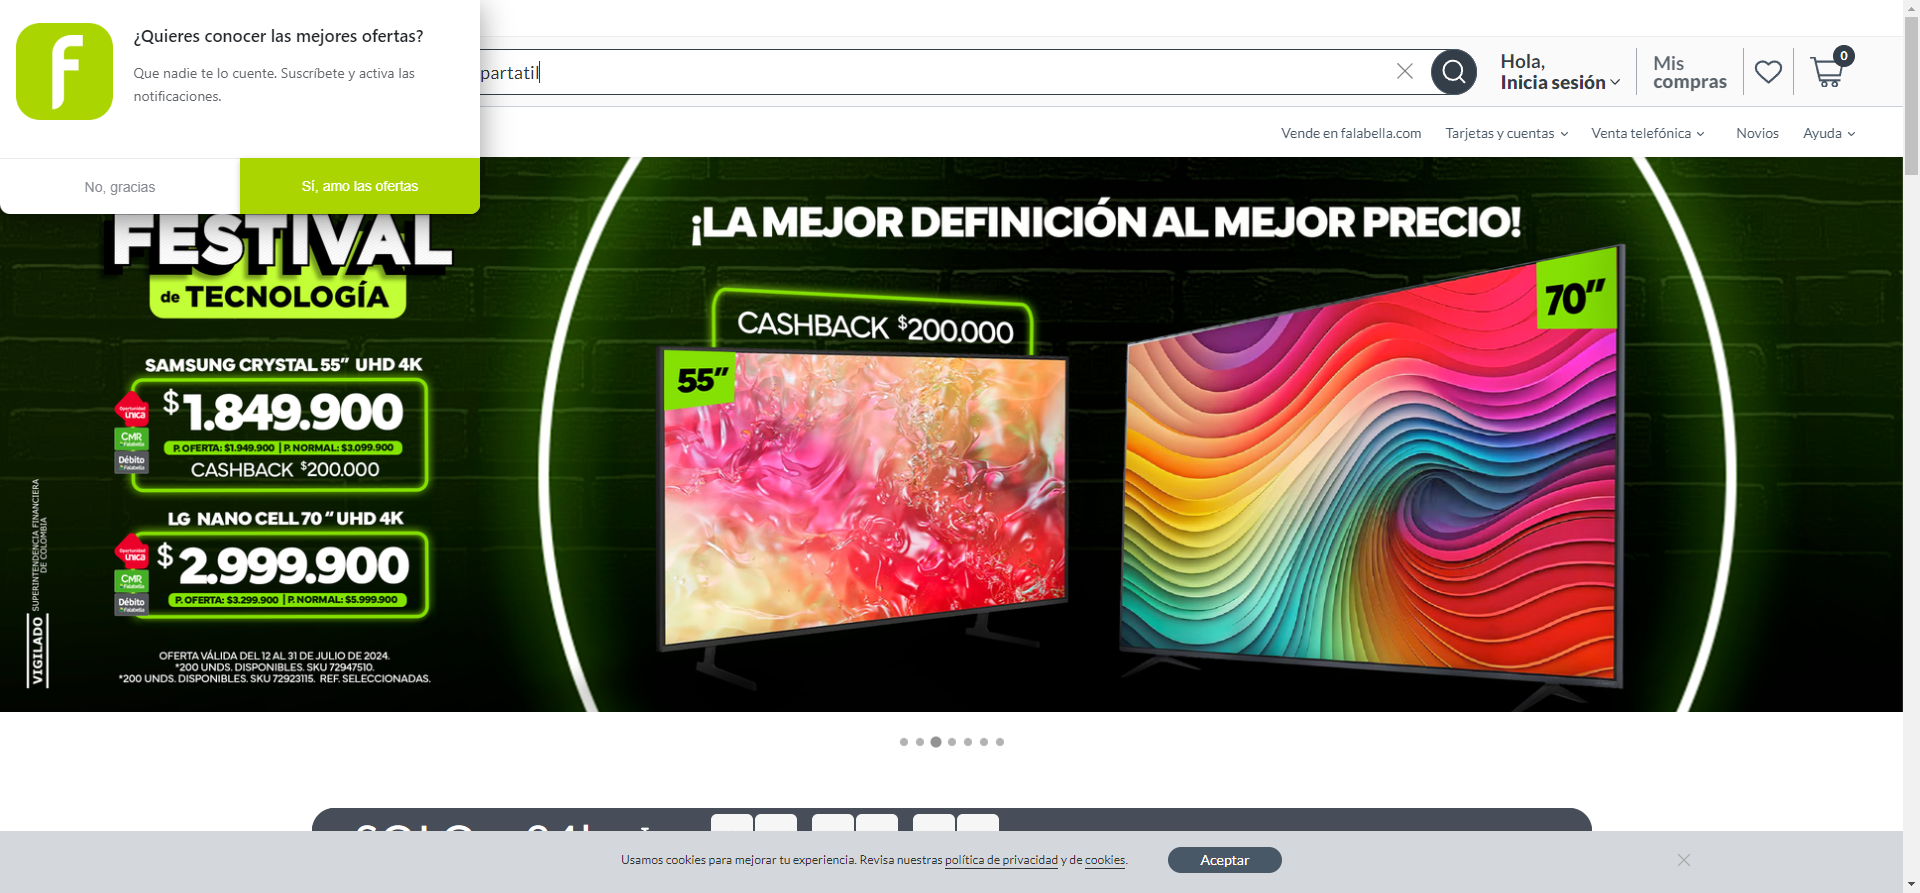 ¿Quieres conocer las mejores ofertas?
Que nadie te lo cuente. Suscríbete y activa las
notificaciones.
No, gracias
Sí, amo las ofertas
partatil
Hola,
Inicia sesión
Mis
compras
0
Vende en falabella.com
Tarjetas y cuentas
Venta telefónica
Novios
Ayuda
FESTIVAL
de TECNOLOGÍA
SAMSUNG CRYSTAL 55" UHD 4K
Oportunidad
única
CMR
Falabella
Débito
Falabella
$1.849.900
P. OFERTA: $1.949.900 | P. NORMAL: $3.099.900
CASHBACK $200.000
LG NANO CELL 70 " UHD 4K
Oportunidad
única
CMR
Falabella
Débito
Falabella
$2.999.900
P. OFERTA: $3.299.900 | P. NORMAL: $5.999.900
OFERTA VÁLIDA DEL 12 AL 31 DE JULIO DE 2024.
*200 UNDS. DISPONIBLES. SKU 72947510.
*200 UNDS. DISPONIBLES. SKU 72923115. REF. SELECCIONADAS.
VIGILADO SUPERINTENDENCIA FINANCIERA
DE COLOMBIA
¡LA MEJOR DEFINICIÓN AL MEJOR PRECIO!
CASHBACK $200.000
55"
70"
Usamos cookies para mejorar tu experiencia. Revisa nuestras política de privacidad y de cookies.
Aceptar